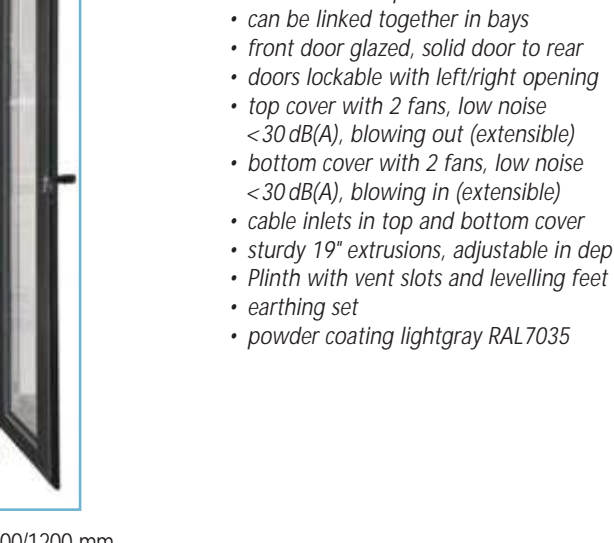 • can be linked together in bays
• front door glazed, solid door to rear
• doors lockable with left/right opening
• top cover with 2 fans, low noise
<30 dB(A), blowing out (extensible)
• bottom cover with 2 fans, low noise
<30 dB(A), blowing in (extensible)
• cable inlets in top and bottom cover
• sturdy 19" extrusions, adjustable in dep
• Plinth with vent slots and levelling feet
• earthing set
• powder coating lightgray RAL7035
00/1200 mm